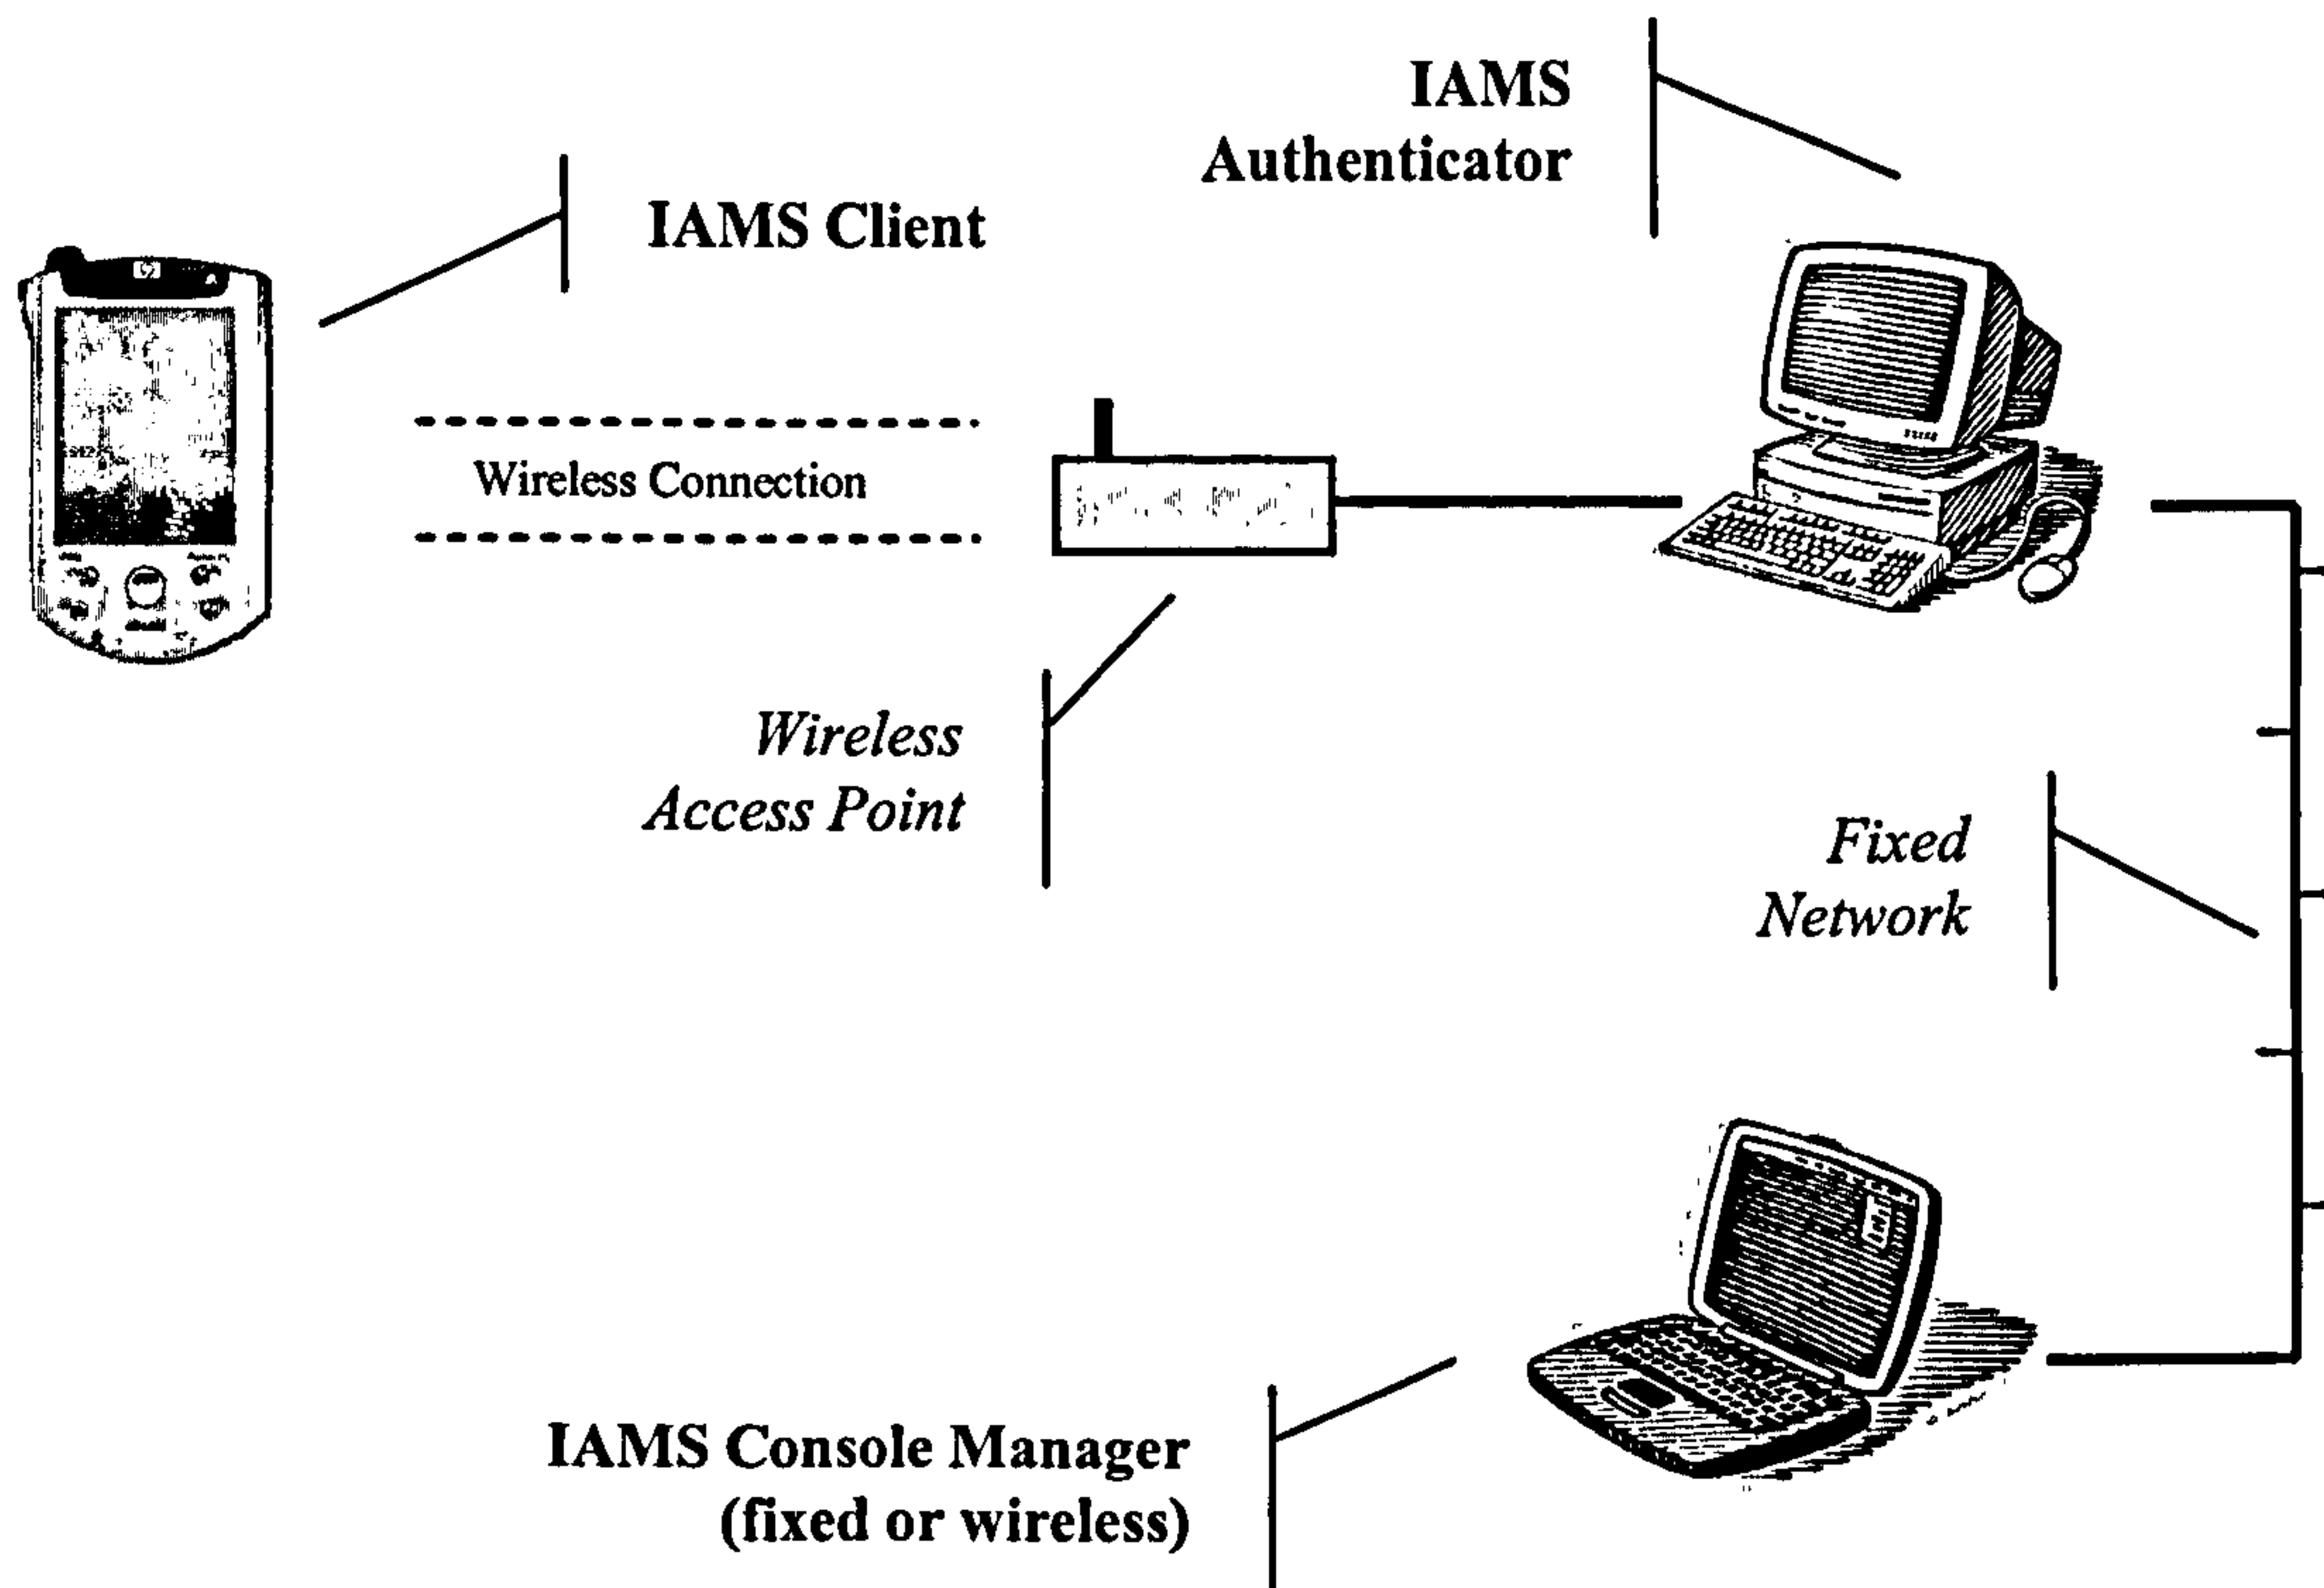 IAMS
Authenticator
IAMS Client
Wireless Connection
Wireless
Access Point
Fixed
Network
IAMS Console Manager
(fixed or wireless)